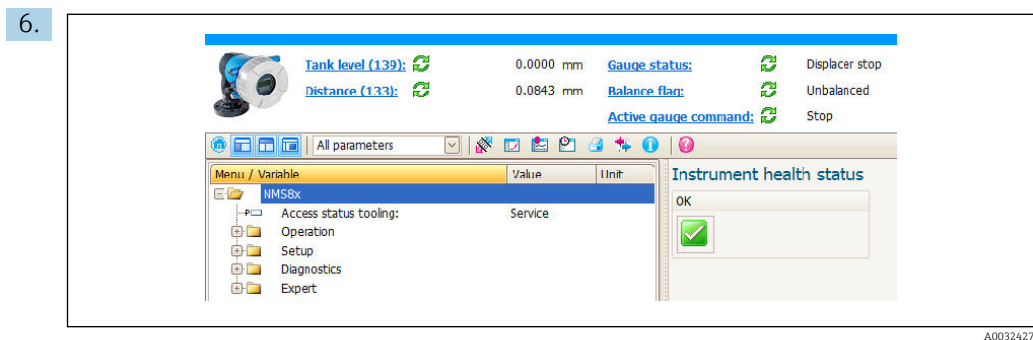 6.
Tank level (139): 0.0000 mm Gauge status: Displacer stop
Distance (133): 0.0843 mm Balance flag: Unbalanced
Active gauge command: Stop
All parameters
Menu / Variable Value Unit Instrument health status
NMS8x OK
Access status tooling: Service
Operation
Setup
Diagnostics
Expert
A0032427